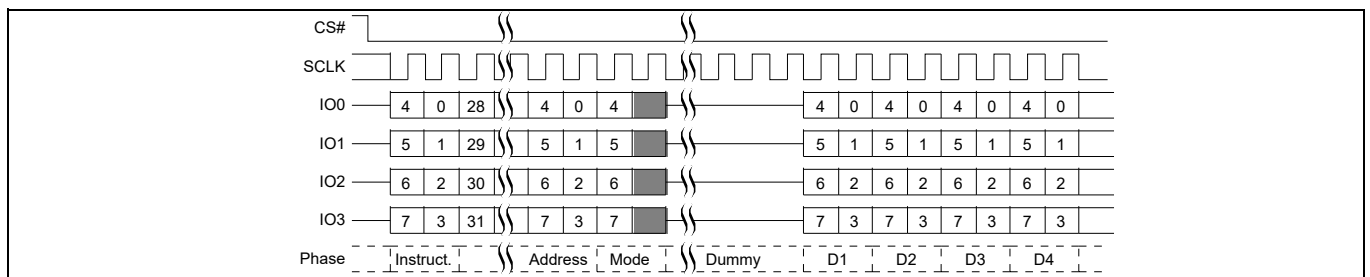 CS#
SCLK
IO0 4 0 28 4 0 4 4 0 4 0 4 0 4 0
IO1 5 1 29 5 1 5 5 1 5 1 5 1 5 1
IO2 6 2 30 6 2 6 6 2 6 2 6 2 6 2
IO3 7 3 31 7 3 7 7 3 7 3 7 3 7 3
Phase Instruct. Address Mode Dummy D1 D2 D3 D4